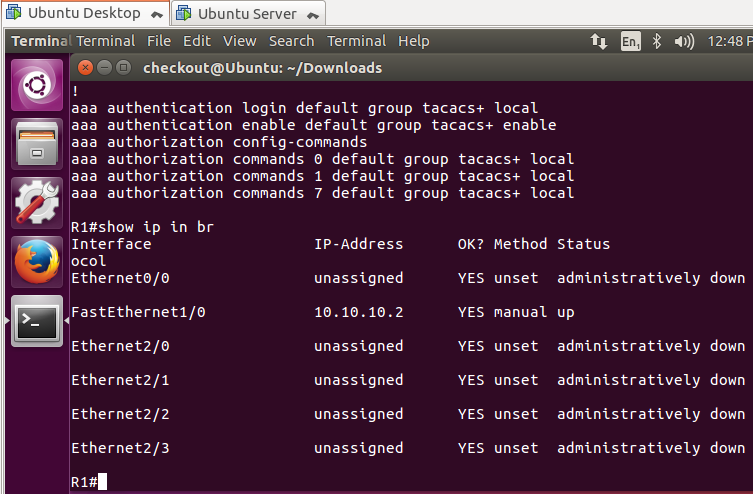 Ubuntu Desktop
Ubuntu Server
Terminal Terminal File Edit View Search Terminal Help En1 12:48 P
checkout@Ubuntu: ~/Downloads
!
aaa authentication login default group tacacs+ local
aaa authentication enable default group tacacs+ enable
aaa authorization config-commands
aaa authorization commands 0 default group tacacs+ local
aaa authorization commands 1 default group tacacs+ local
aaa authorization commands 7 default group tacacs+ local
R1#show ip in br
Interface IP-Address OK? Method Status
ocol
Ethernet0/0 unassigned YES unset administratively down
FastEthernet1/0 10.10.10.2 YES manual up
Ethernet2/0 unassigned YES unset administratively down
Ethernet2/1 unassigned YES unset administratively down
Ethernet2/2 unassigned YES unset administratively down
Ethernet2/3 unassigned YES unset administratively down
R1#